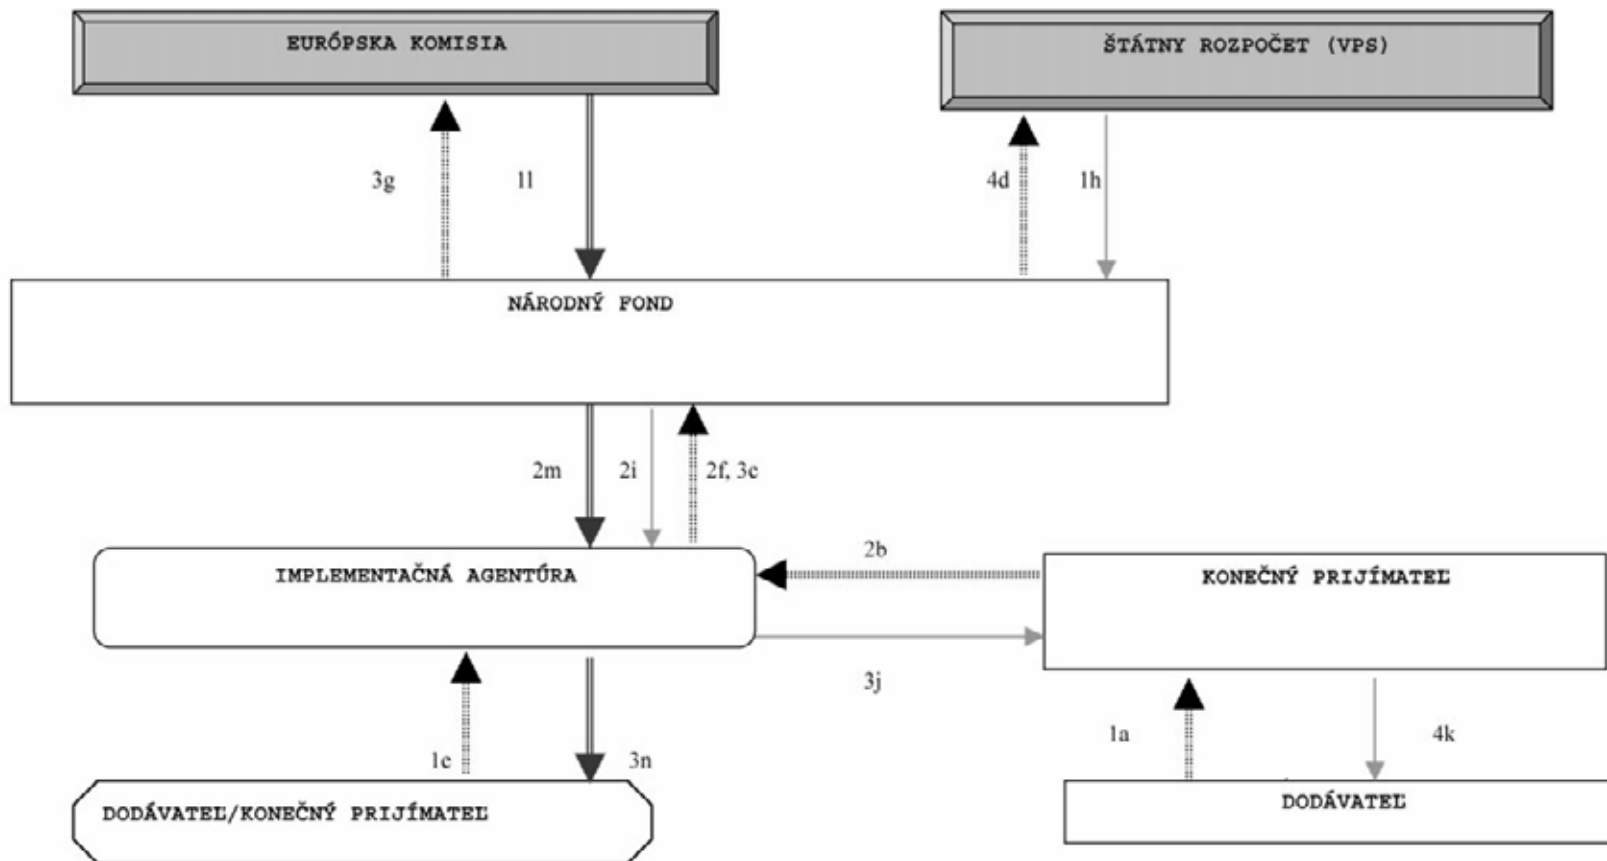 EURÓPSKA KOMISIA
ŠTÁTNY ROZPOČET (VPS)
3g
1l
4d
1h
NÁRODNÝ FOND
2m
2i
2f, 3c
IMPLEMENTAČNÁ AGENTÚRA
2b
KONEČNÝ PRIJÍMATEĽ
3j
1c
3n
1a
4k
DODÁVATEĽ/KONEČNÝ PRIJÍMATEĽ
DODÁVATEĽ